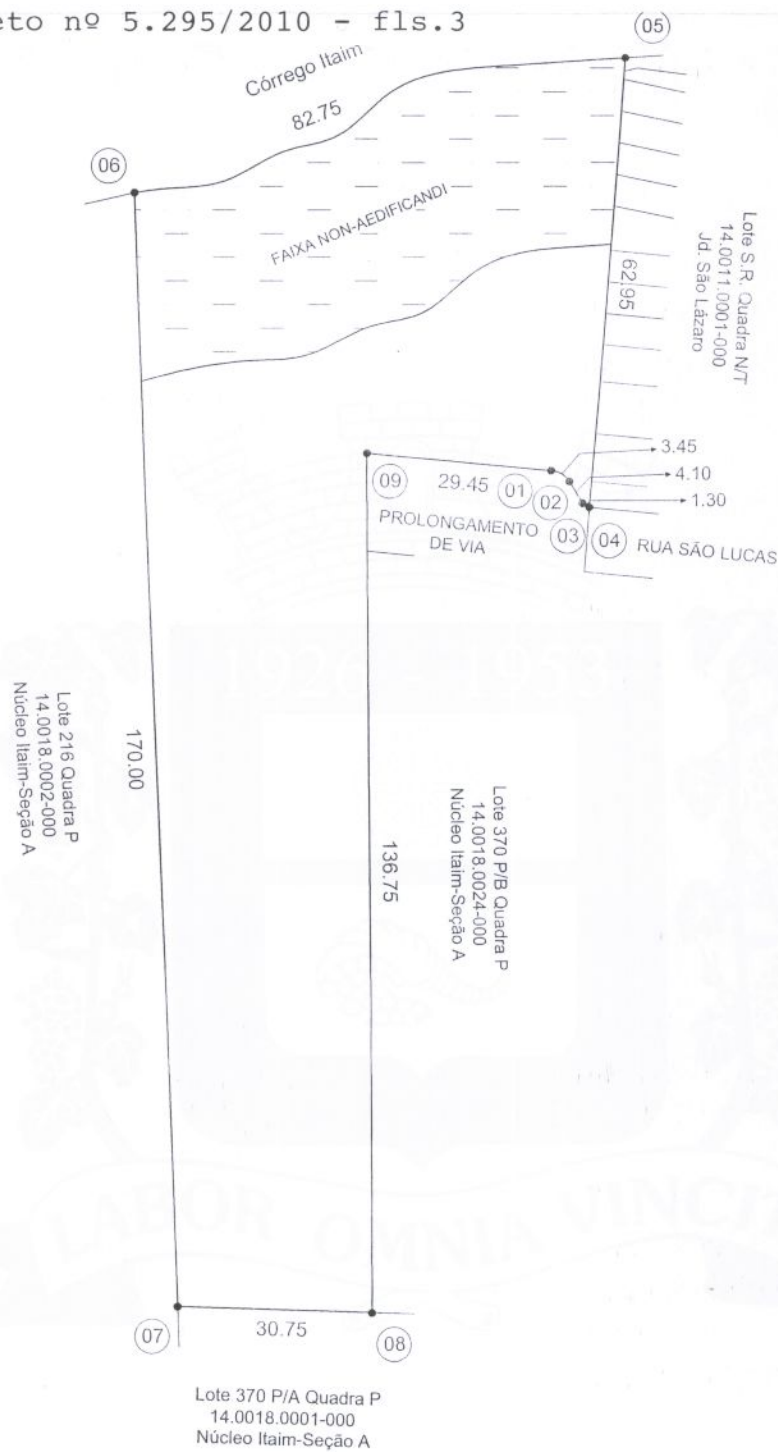 eto nº 5.295/2010 - fls.3
05
Córrego Itaim
82.75
06
FAIXA NON-AEDIFICANDI
Lote S.R. Quadra N/T
14.0011.0001-000
Jd. São Lázaro
62.95
3.45
4.10
1.30
09
29.45
01
02
03
04
PROLONGAMENTO
DE VIA
RUA SÃO LUCAS
1926 - 1953
Lote 216 Quadra P
14.0018.0002-000
Núcleo Itaim-Seção A
170.00
136.75
Lote 370 P/B Quadra P
14.0018.0024-000
Núcleo Itaim-Seção A
LABOR OMNIA VINCIT
07
30.75
08
Lote 370 P/A Quadra P
14.0018.0001-000
Núcleo Itaim-Seção A